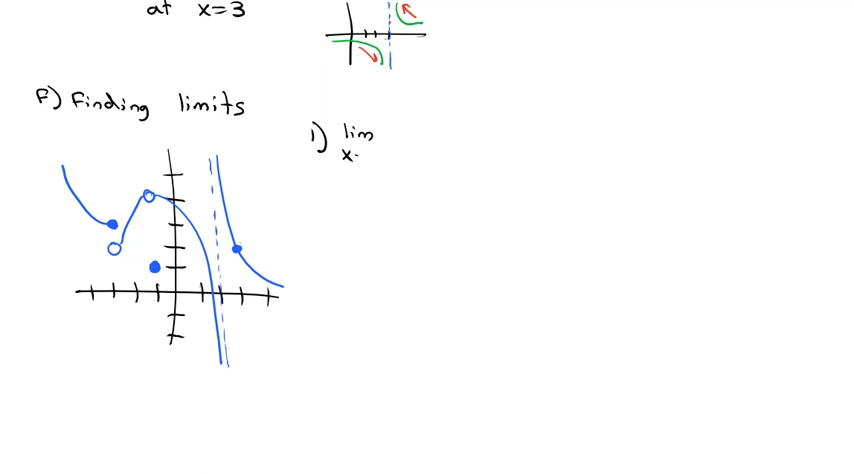 at x=3
F) Finding limits
1) lim
x-